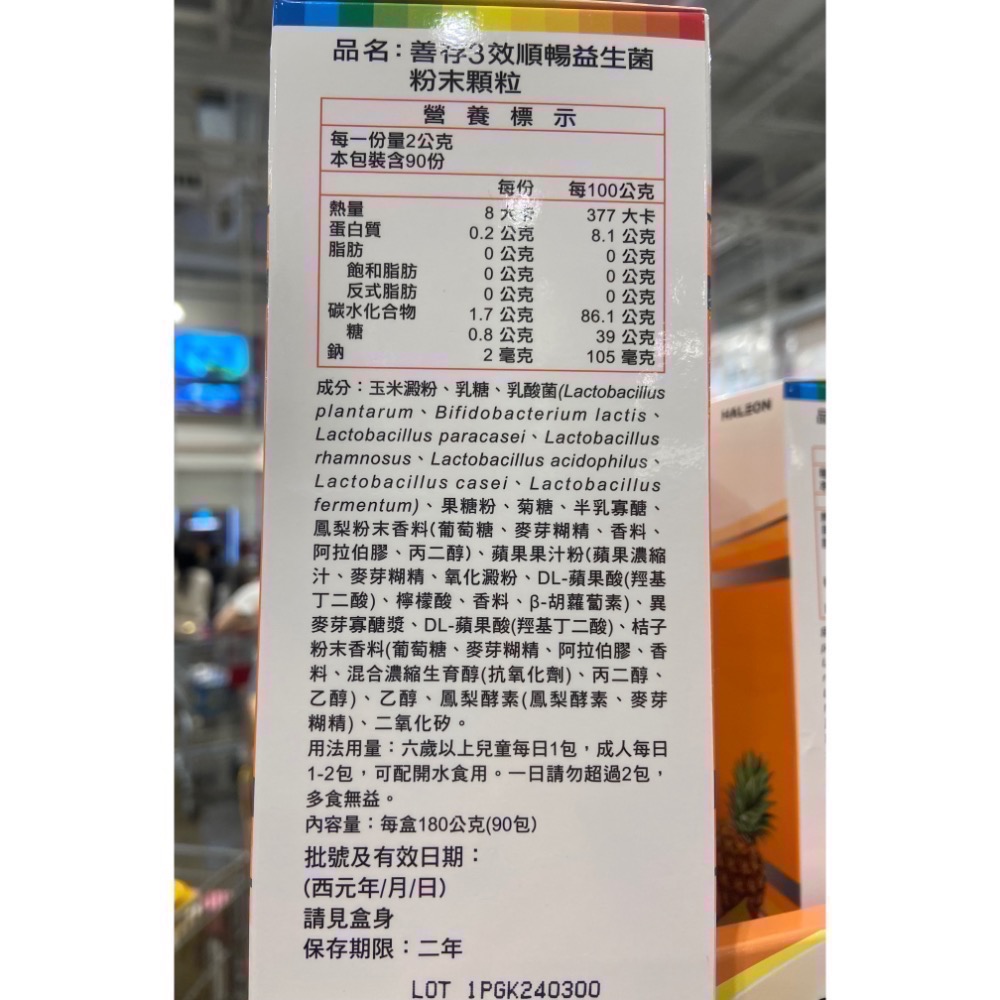 品名：善存3效順暢益生菌
粉末顆粒
營養標示
每一份量2公克
本包裝含90份
每份 每100公克
熱量 8 大卡 377 大卡
蛋白質 0.2 公克 8.1 公克
脂肪 0 公克 0 公克
飽和脂肪 0 公克 0 公克
反式脂肪 0 公克 0 公克
碳水化合物 1.7 公克 86.1 公克
糖 0.8 公克 39 公克
鈉 2 毫克 105 毫克
成分：玉米澱粉、乳糖、乳酸菌(Lactobacillus
plantarum、Bifidobacterium lactis、
Lactobacillus paracasei、Lactobacillus
rhamnosus、Lactobacillus acidophilus、
Lactobacillus casei、Lactobacillus
fermentum)、果糖粉、菊糖、半乳寡醣、
鳳梨粉末香料(葡萄糖、麥芽糊精、香料、
阿拉伯膠、丙二醇)、蘋果果汁粉(蘋果濃縮
汁、麥芽糊精、氧化澱粉、DL-蘋果酸(羥基
丁二酸)、檸檬酸、香料、β-胡蘿蔔素)、異
麥芽寡醣漿、DL-蘋果酸(羥基丁二酸)、桔子
粉末香料(葡萄糖、麥芽糊精、阿拉伯膠、香
料、混合濃縮生育醇(抗氧化劑)、丙二醇、
乙醇)、乙醇、鳳梨酵素(鳳梨酵素、麥芽
糊精)、二氧化矽。
用法用量：六歲以上兒童每日1包，成人每日
1-2包，可配開水食用。一日請勿超過2包，
多食無益。
內容量：每盒180公克(90包)
批號及有效日期：
(西元年/月/日)
請見盒身
保存期限：二年
LOT 1PGK240300
HALEON